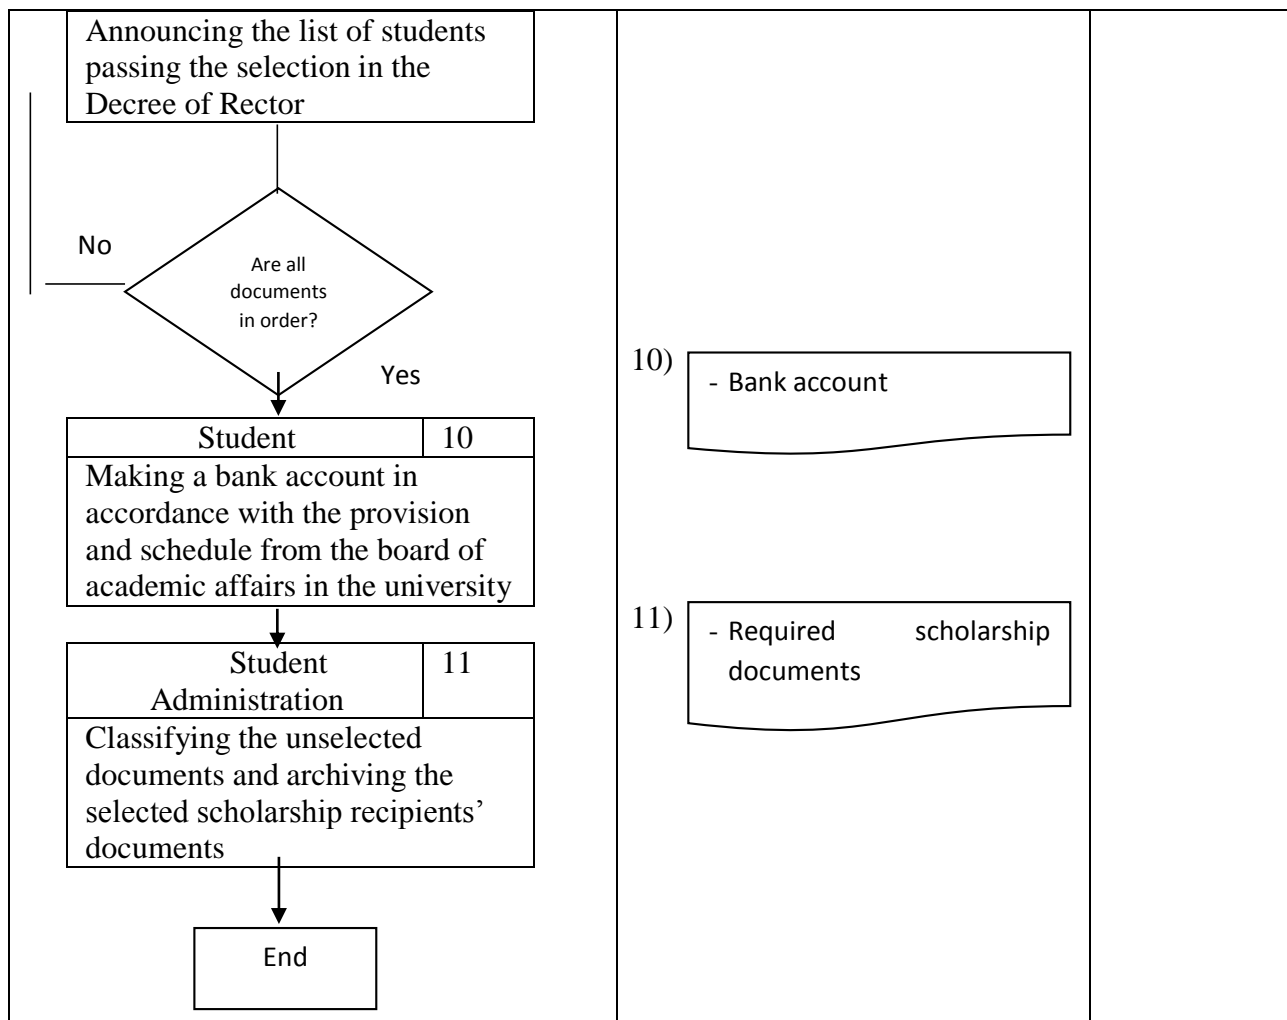 Announcing the list of students
passing the selection in the
Decree of Rector
No
Are all
documents
in order?
Yes
Student 10
Making a bank account in
accordance with the provision
and schedule from the board of
academic affairs in the university
Student 11
Administration
Classifying the unselected
documents and archiving the
selected scholarship recipients’
documents
End
10)
- Bank account
11)
- Required scholarship
documents